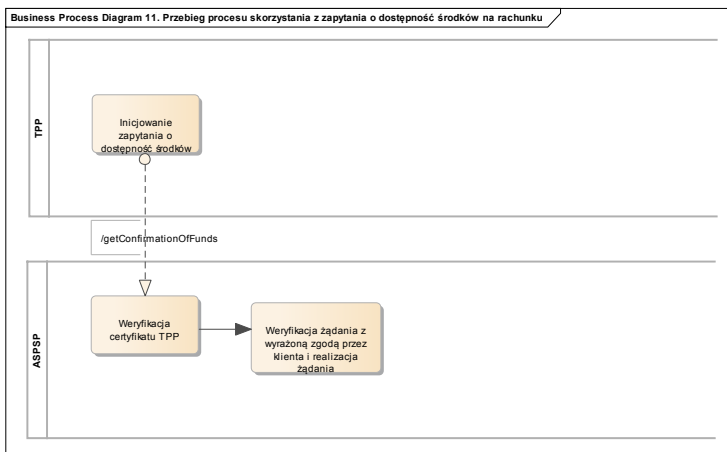 Business Process Diagram 11. Przebieg procesu skorzystania z zapytania o dostępność środków na rachunku
TPP
Inicjowanie
zapytania o
dostępność środków
/getConfirmationOfFunds
ASPSP
Weryfikacja
certyfikatu TPP
Weryfikacja żądania z
wyrażoną zgodą przez
klienta i realizacja
żądania